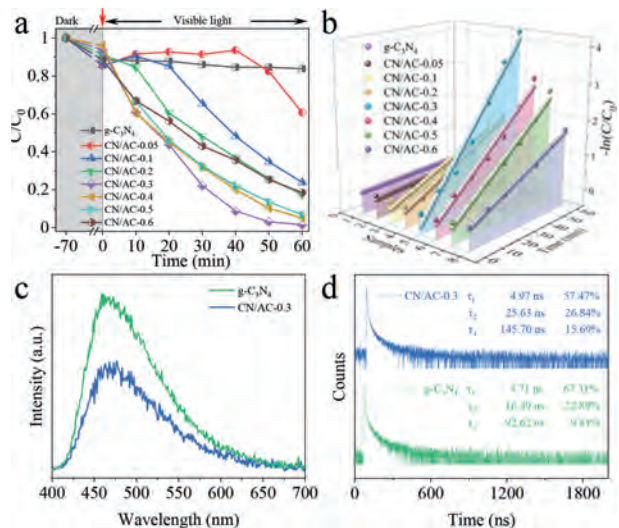 a
Dark
Visible light
C/C₀
1
0.8
0.6
0.4
0.2
0
g-C₃N₄
CN/AC-0.05
CN/AC-0.1
CN/AC-0.2
CN/AC-0.3
CN/AC-0.4
CN/AC-0.5
CN/AC-0.6
-70
0
10
20
30
40
50
60
Time (min)
b
g-C₃N₄
CN/AC-0.05
CN/AC-0.1
CN/AC-0.2
CN/AC-0.3
CN/AC-0.4
CN/AC-0.5
CN/AC-0.6
4
3
2
1
0
-ln(C/C₀)
Samples
Time (min)
c
g-C₃N₄
CN/AC-0.3
Intensity (a.u.)
400
450
500
550
600
650
700
Wavelength (nm)
d
CN/AC-0.3 τ₁ 4.97 ns 57.47%
25.63 ns 26.84%
145.70 ns 15.69%
g-C₃N₄
Counts
0
600
1200
1800
Time (ns)